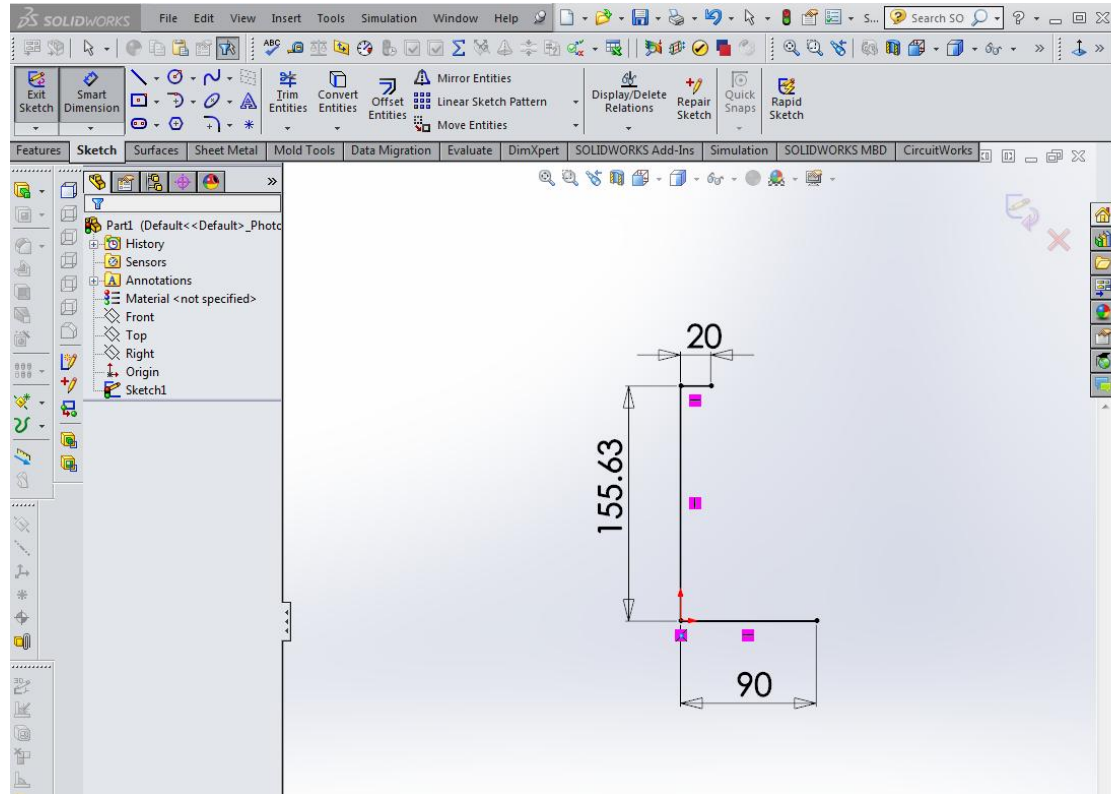 SOLIDWORKS File Edit View Insert Tools Simulation Window Help S... Search SO
Exit Sketch
Smart Dimension
Trim Entities
Convert Entities
Offset Entities
Mirror Entities
Linear Sketch Pattern
Move Entities
Display/Delete Relations
Repair Sketch
Quick Snaps
Rapid Sketch
Features Sketch Surfaces Sheet Metal Mold Tools Data Migration Evaluate DimXpert SOLIDWORKS Add-Ins Simulation SOLIDWORKS MBD CircuitWorks
Part1 (Default<<Default>_Photo
History
Sensors
Annotations
Material <not specified>
Front
Top
Right
Origin
Sketch1
20
155.63
90